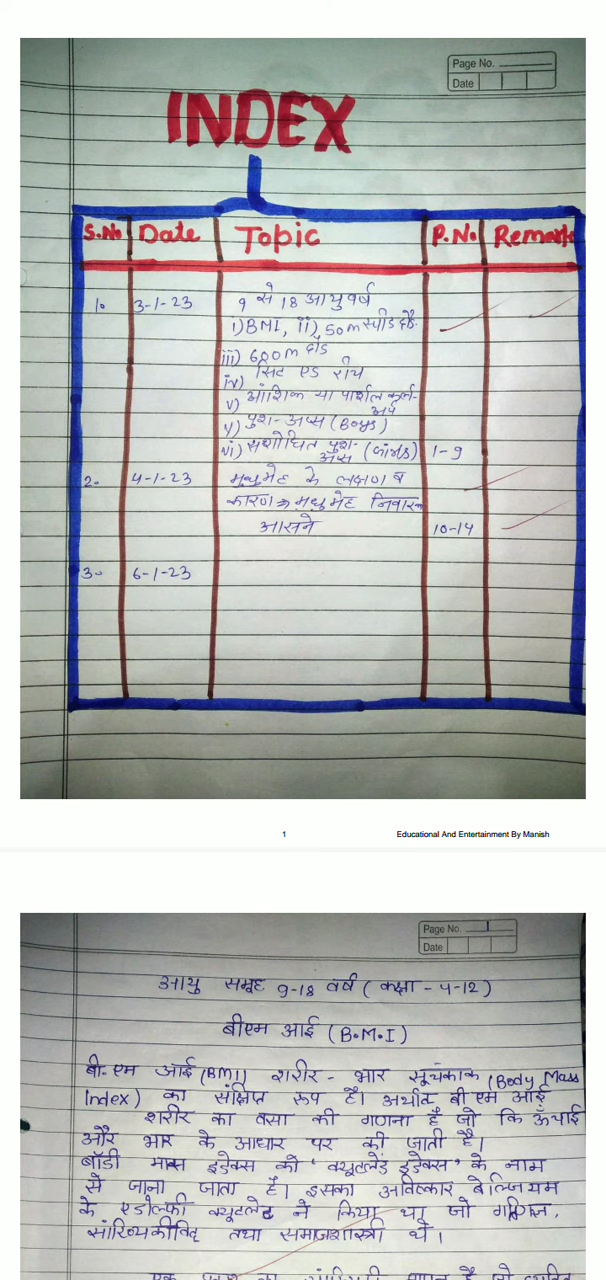 Page No.
Date
INDEX
S.No Date Topic P.No Remark
1. 3-1-23 9 से 18 आयु वर्ष
i) BMI, ii) 50m स्पीड दौड़
iii) 600m दौड़
iv) सिट एंड रीच
v) आंशिक या पार्शल कर्ल-
अप
v) पुश-अप्स (Boys)
vi) संशोधित पुश-
अप्स (गर्ल्स) 1-9
2. 4-1-23 मधुमेह के लक्षण व
कारण → मधुमेह निवारण
आसने 10-14
3. 6-1-23
1 Educational And Entertainment By Manish
Page No. 1
Date
आयु समूह 9-18 वर्ष (कक्षा - 4-12)
बीएम आई (B.M.I)
बी-एम आई (BMI) शरीर - भार सूचकांक (Body Mass
Index) का संक्षिप्त रूप है। अर्थात बी एम आई
शरीर का वसा की गणना है जो कि ऊँचाई
और भार के आधार पर की जाती है।
बॉडी मास इंडेक्स को 'क्यूटलेंड इंडेक्स' के नाम
से जाना जाता है। इसका अविष्कार बेल्जियम
के एडोल्फी क्यूटलेट ने किया था जो गणितज्ञ,
सांख्यिकीविद् तथा समाजशास्त्री थे।